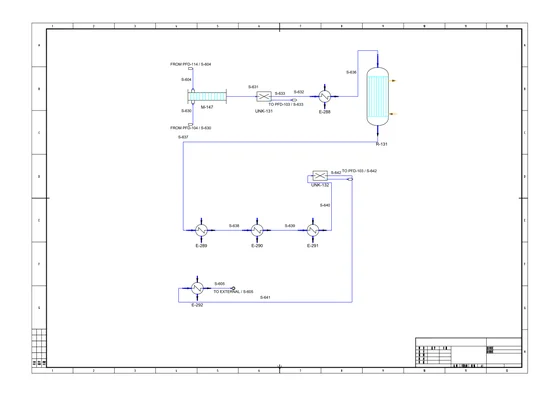 FROM PFD-114 / S-604
S-604
S-636
S-631
S-633
S-632
M-147
TO PFD-103 / S-633
S-630
UNK-131
E-288
FROM PFD-104 / S-630
S-637
R-131
TO PFD-103 / S-642
S-642
UNK-132
S-640
S-638
S-639
E-289
E-290
E-291
S-605
TO EXTERNAL / S-605
S-641
E-292